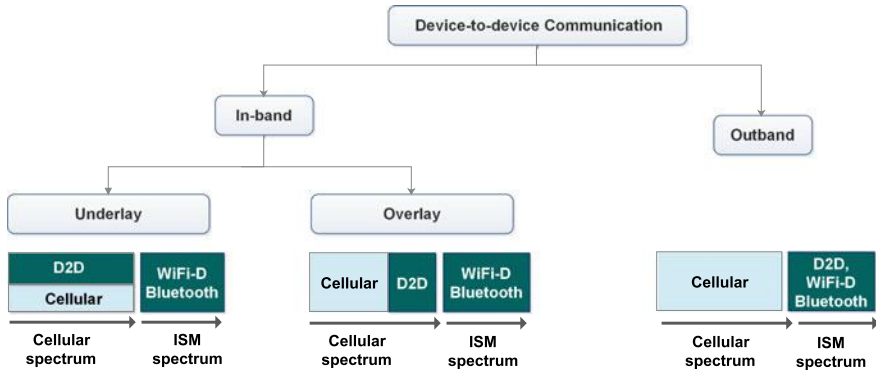 Device-to-device Communication
In-band
Outband
Underlay
Overlay
D2D
Cellular
WiFi-D
Bluetooth
Cellular
D2D
WiFi-D
Bluetooth
Cellular
D2D,
WiFi-D
Bluetooth
Cellular
spectrum
ISM
spectrum
Cellular
spectrum
ISM
spectrum
Cellular
spectrum
ISM
spectrum